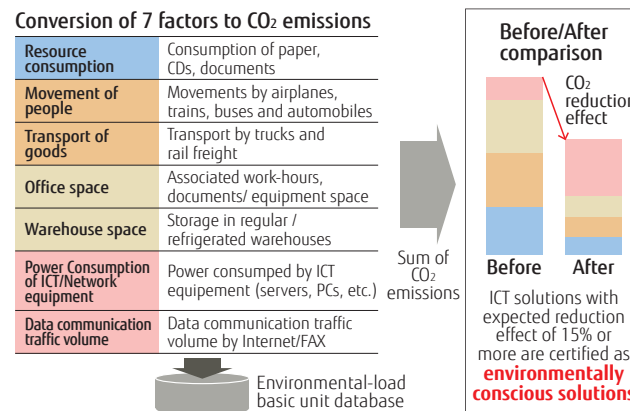 Conversion of 7 factors to CO₂ emissions
Resource
consumption
Consumption of paper,
CDs, documents
Movement of
people
Movements by airplanes,
trains, buses and automobiles
Transport of
goods
Transport by trucks and
rail freight
Office space
Associated work-hours,
documents/ equipment space
Warehouse space
Storage in regular /
refrigerated warehouses
Power Consumption
of ICT/Network
equipment
Power consumped by ICT
equipement (servers, PCs, etc.)
Data communication
traffic volume
Data communication traffic
volume by Internet/FAX
Environmental-load
basic unit database
Sum of
CO₂
emissions
Before/After
comparison
CO₂
reduction
effect
Before After
ICT solutions with
expected reduction
effect of 15% or
more are certified as
environmentally
conscious solutions